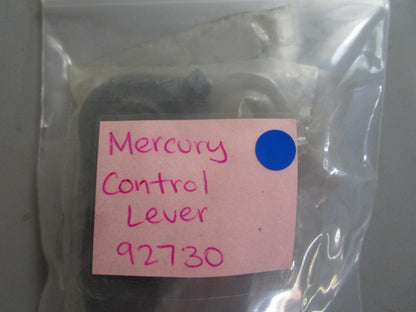 Mercury
Control
Lever
92730